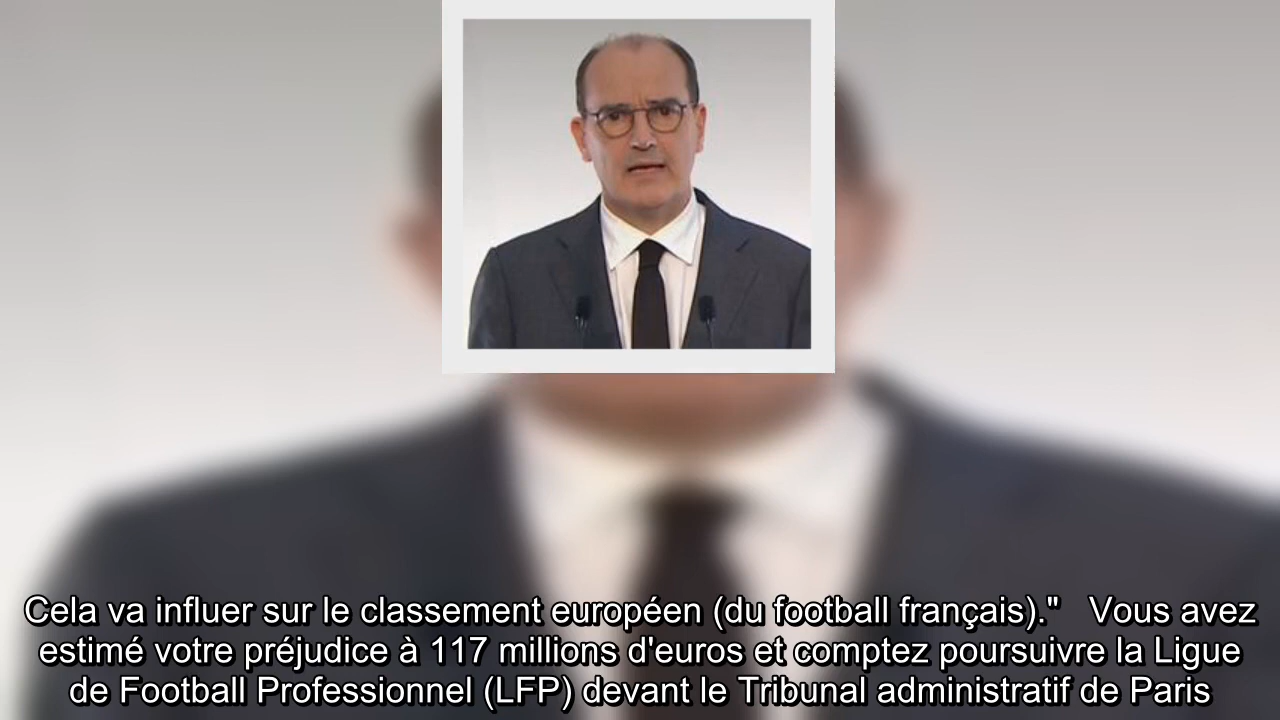 Cela va influer sur le classement européen (du football français)."   Vous avez
estimé votre préjudice à 117 millions d'euros et comptez poursuivre la Ligue
de Football Professionnel (LFP) devant le Tribunal administratif de Paris